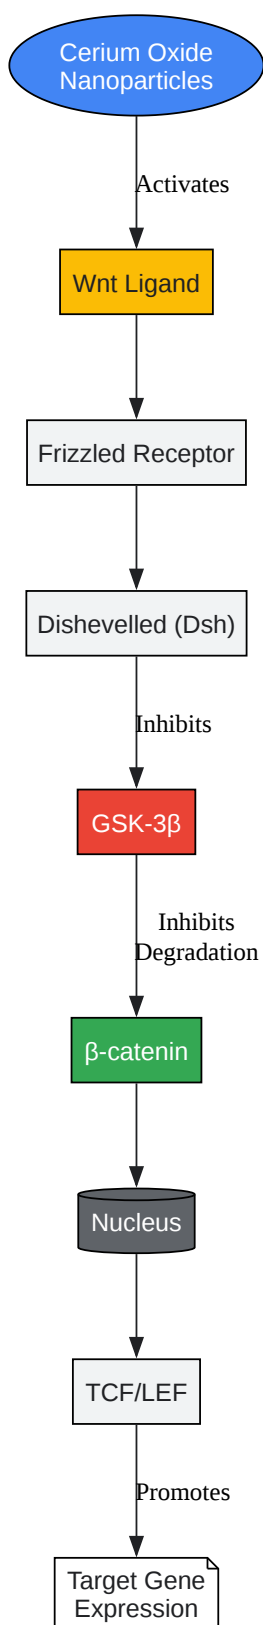 Cerium Oxide
Nanoparticles
Activates
Wnt Ligand
Frizzled Receptor
Dishevelled (Dsh)
Inhibits
GSK-3β
Inhibits
Degradation
β-catenin
Nucleus
TCF/LEF
Promotes
Target Gene
Expression